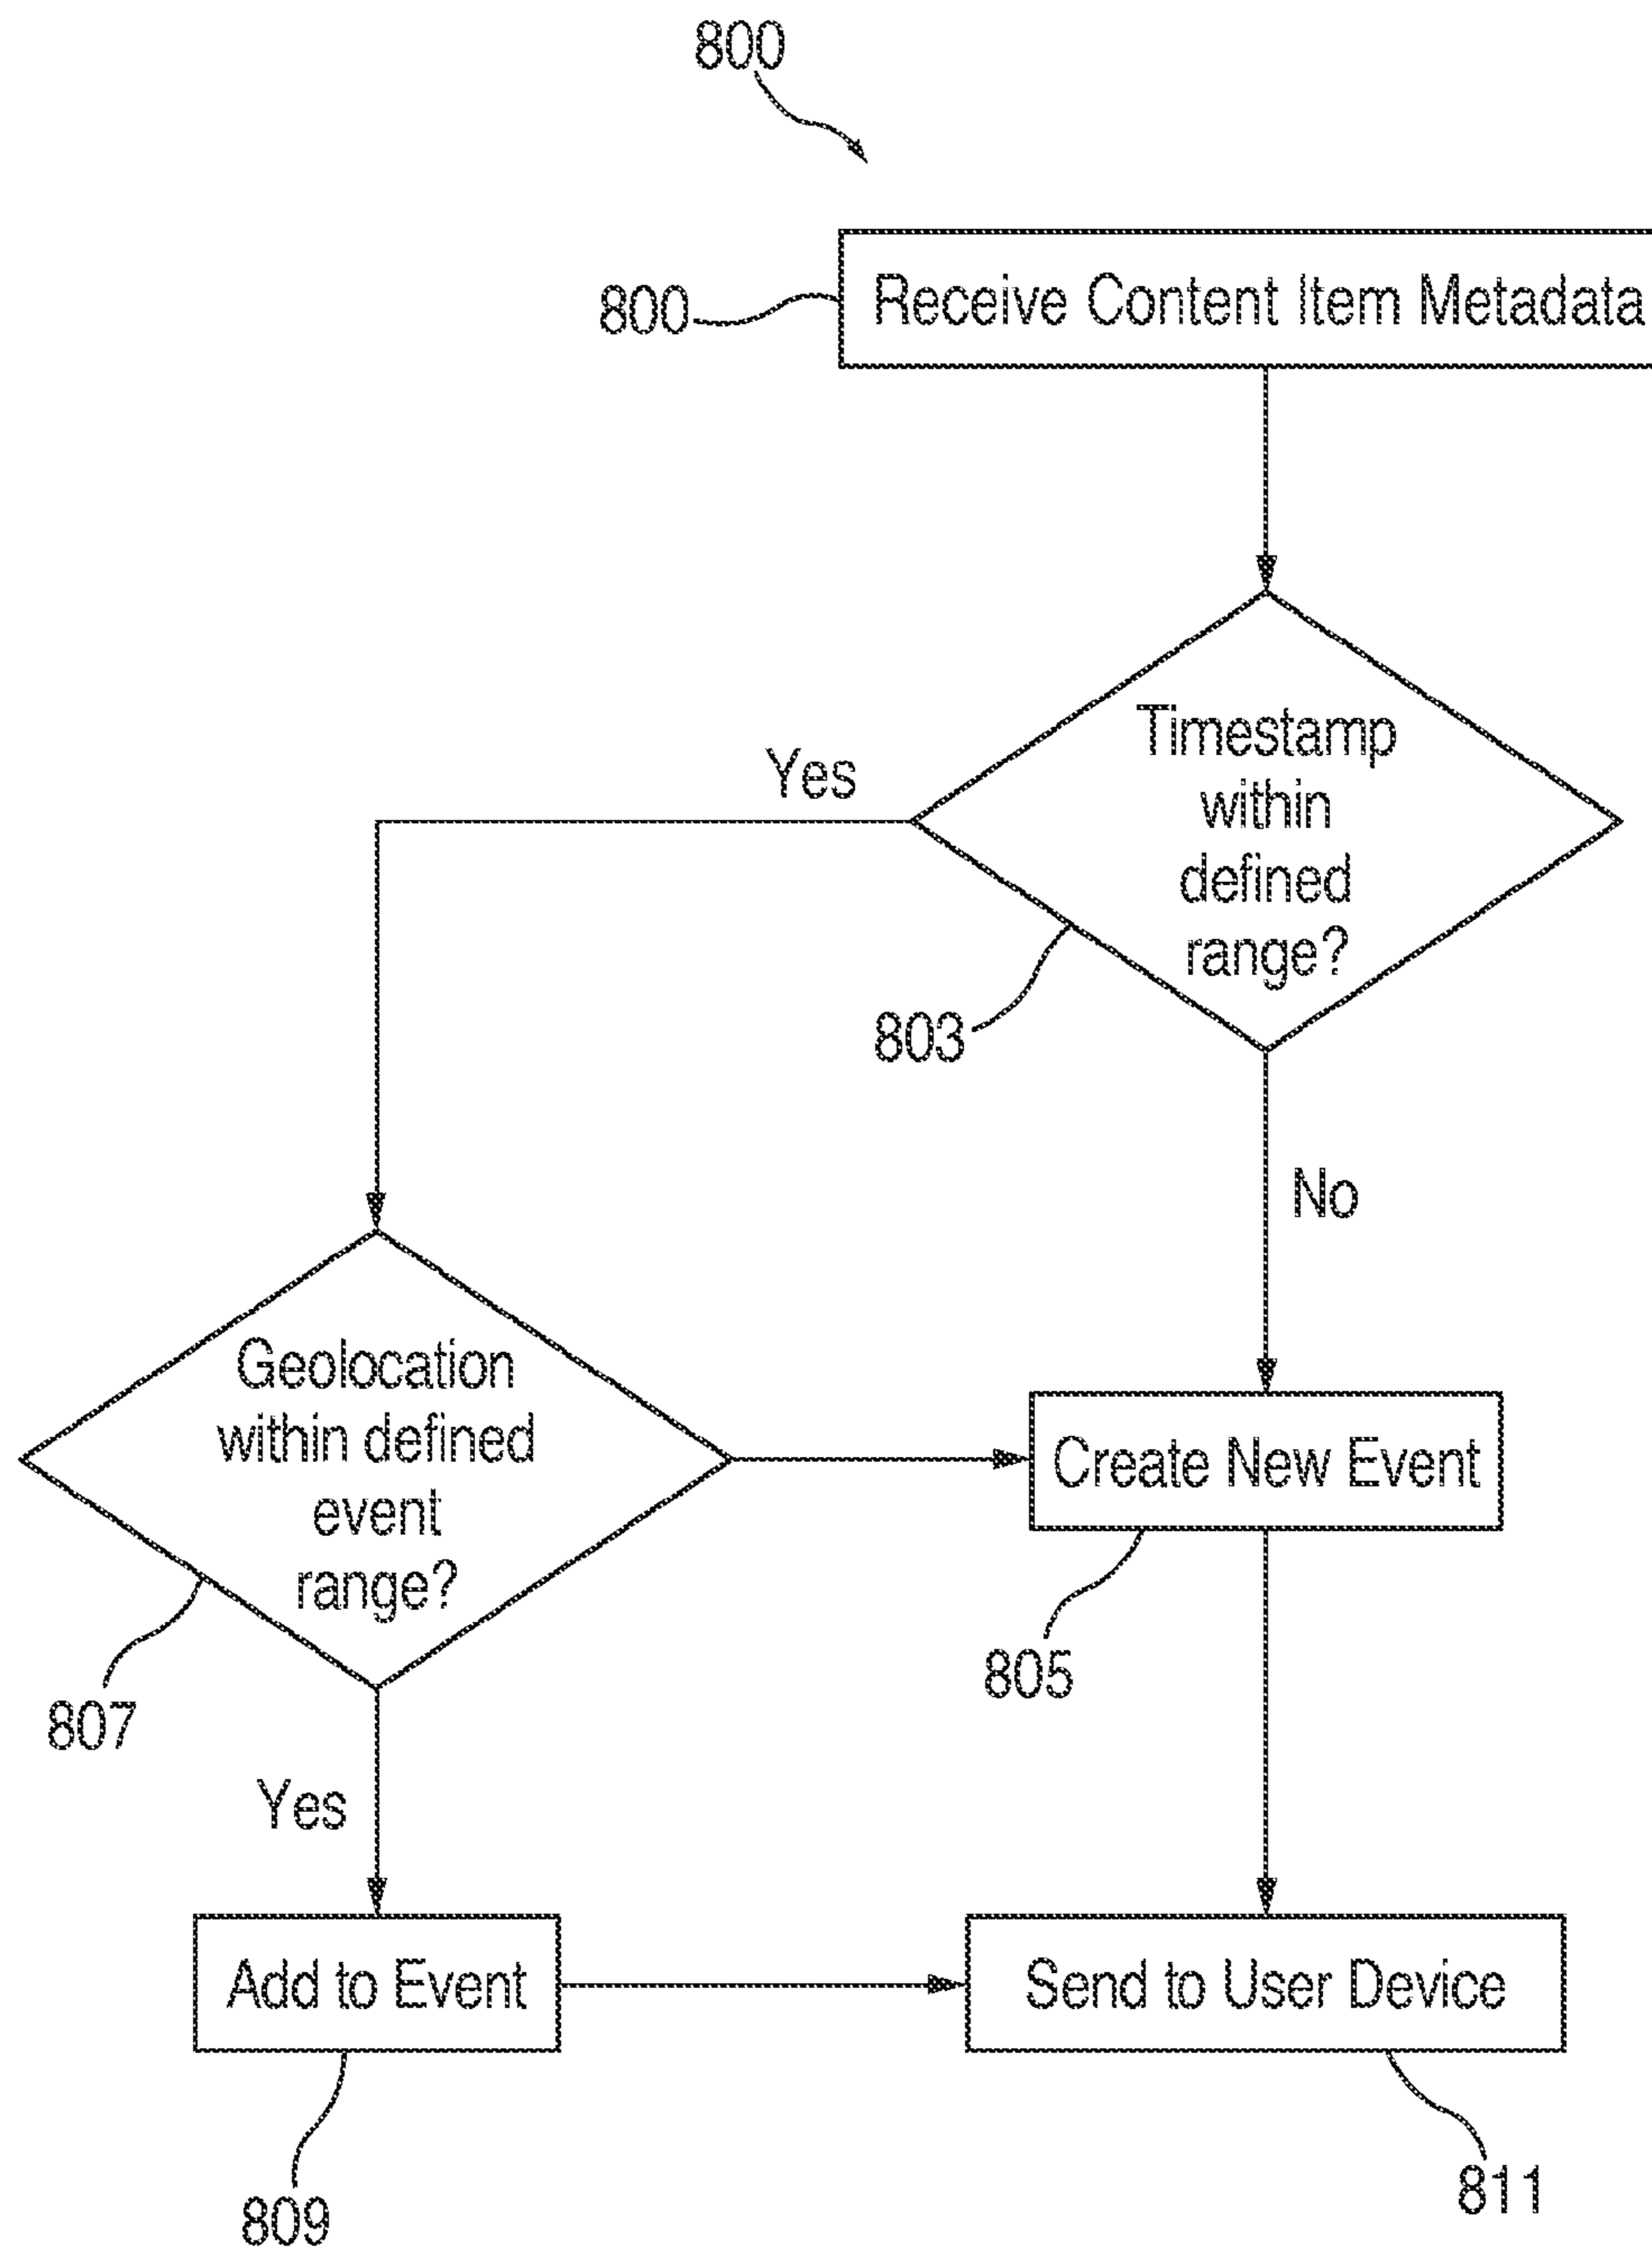 800
800
Receive Content Item Metadata
Timestamp
within
defined
range?
Yes
803
No
Geolocation
within defined
event
range?
Create New Event
805
807
Yes
Add to Event
Send to User Device
809
811